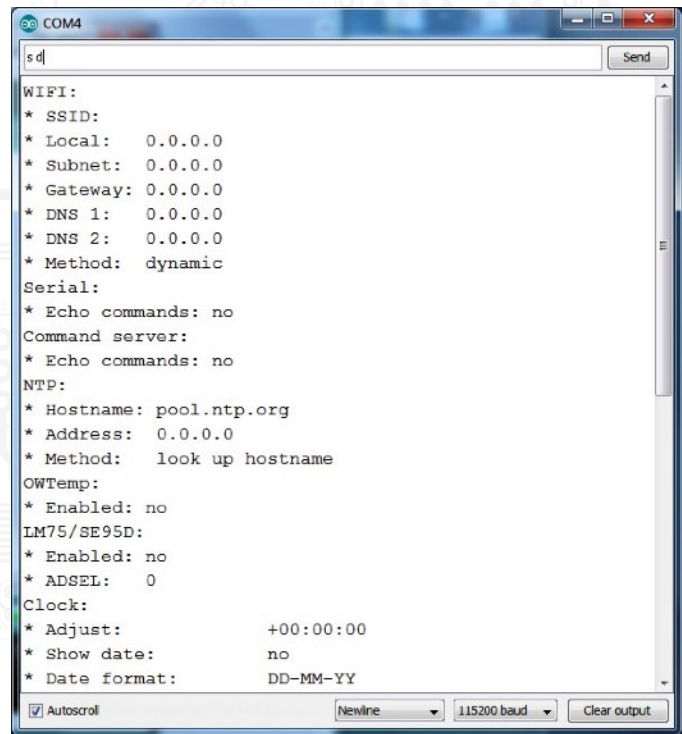 COM4
s d
Send
WIFI:
* SSID:
* Local:   0.0.0.0
* Subnet:  0.0.0.0
* Gateway: 0.0.0.0
* DNS 1:   0.0.0.0
* DNS 2:   0.0.0.0
* Method:  dynamic
Serial:
* Echo commands: no
Command server:
* Echo commands: no
NTP:
* Hostname: pool.ntp.org
* Address:  0.0.0.0
* Method:   look up hostname
OWTemp:
* Enabled: no
LM75/SE95D:
* Enabled: no
* ADSEL:   0
Clock:
* Adjust:             +00:00:00
* Show date:          no
* Date format:        DD-MM-YY
Autoscroll
Newline
115200 baud
Clear output